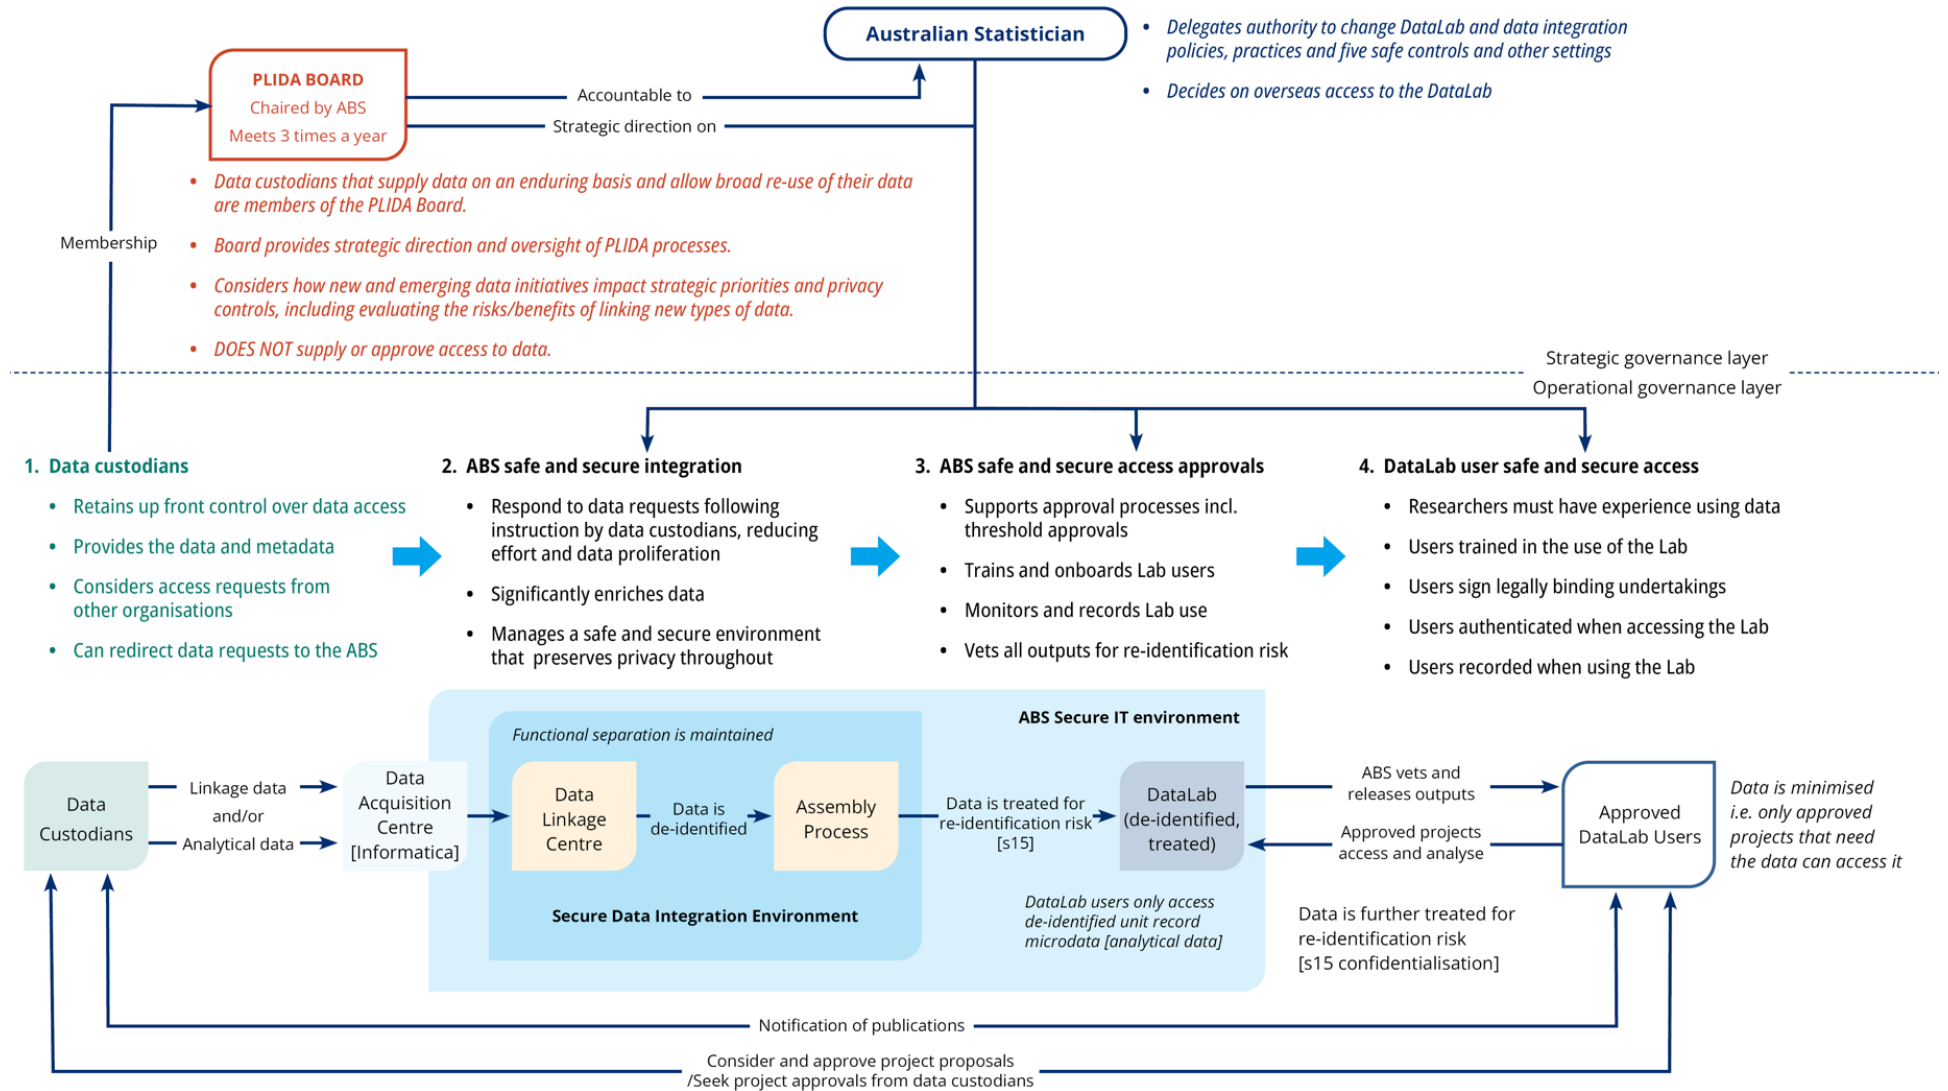 Australian Statistician
• Delegates authority to change DataLab and data integration
policies, practices and five safe controls and other settings
• Decides on overseas access to the DataLab
PLIDA BOARD
Chaired by ABS
Meets 3 times a year
Accountable to
Strategic direction on
• Data custodians that supply data on an enduring basis and allow broad re-use of their data
are members of the PLIDA Board.
• Board provides strategic direction and oversight of PLIDA processes.
• Considers how new and emerging data initiatives impact strategic priorities and privacy
controls, including evaluating the risks/benefits of linking new types of data.
• DOES NOT supply or approve access to data.
Membership
Strategic governance layer
Operational governance layer
1. Data custodians
• Retains up front control over data access
• Provides the data and metadata
• Considers access requests from
other organisations
• Can redirect data requests to the ABS
2. ABS safe and secure integration
• Respond to data requests following
instruction by data custodians, reducing
effort and data proliferation
• Significantly enriches data
• Manages a safe and secure environment
that preserves privacy throughout
3. ABS safe and secure access approvals
• Supports approval processes incl.
threshold approvals
• Trains and onboards Lab users
• Monitors and records Lab use
• Vets all outputs for re-identification risk
4. DataLab user safe and secure access
• Researchers must have experience using data
• Users trained in the use of the Lab
• Users sign legally binding undertakings
• Users authenticated when accessing the Lab
• Users recorded when using the Lab
ABS Secure IT environment
Functional separation is maintained
Data
Custodians
Linkage data
and/or
Analytical data
Data
Acquisition
Centre
[Informatica]
Data
Linkage
Centre
Data is
de-identified
Assembly
Process
Data is treated for
re-identification risk
[s15]
DataLab
(de-identified,
treated)
ABS vets and
releases outputs
Approved projects
access and analyse
Approved
DataLab Users
Data is minimised
i.e. only approved
projects that need
the data can access it
Secure Data Integration Environment
DataLab users only access
de-identified unit record
microdata [analytical data]
Data is further treated for
re-identification risk
[s15 confidentialisation]
Notification of publications
Consider and approve project proposals
/Seek project approvals from data custodians